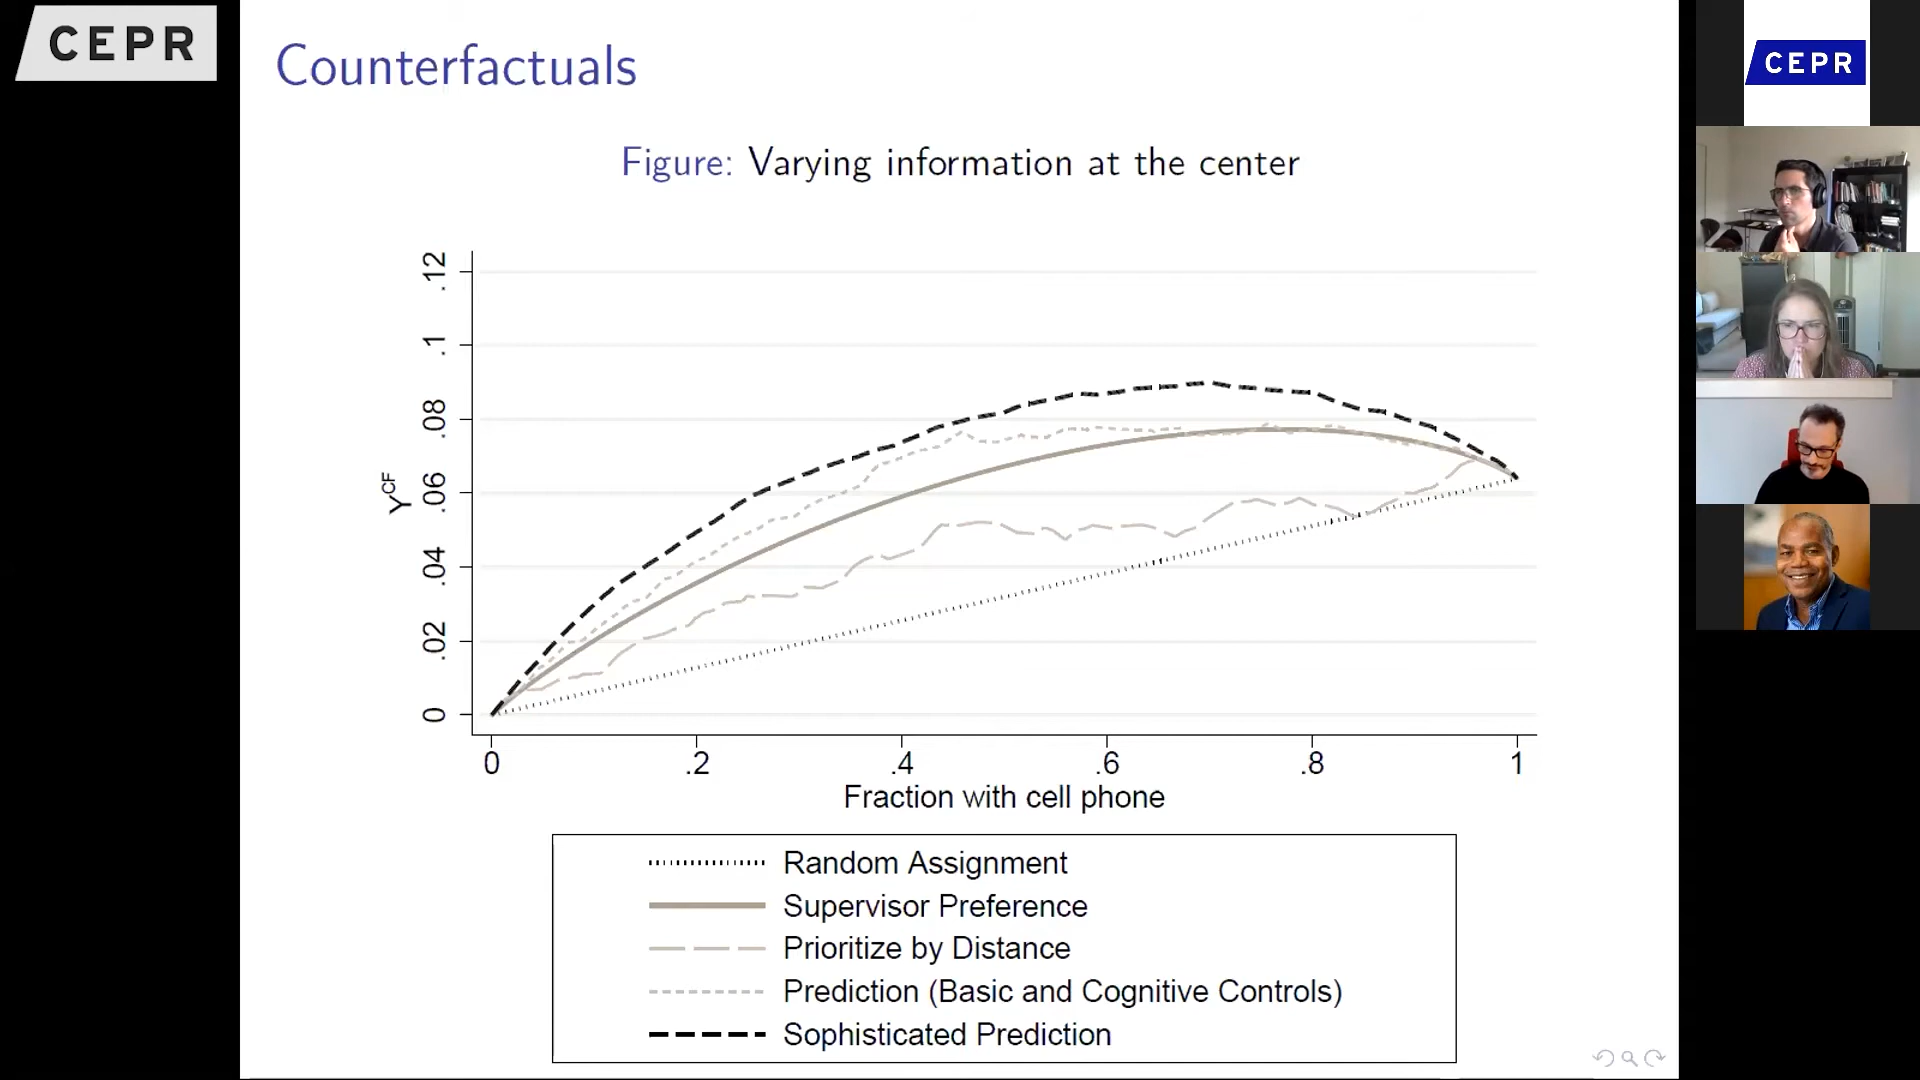 CEPR
CEPR
Counterfactuals
Figure: Varying information at the center
.12
.1
.08
.06
.04
.02
0
Y^CF
0 .2 .4 .6 .8 1
Fraction with cell phone
Random Assignment
Supervisor Preference
Prioritize by Distance
Prediction (Basic and Cognitive Controls)
Sophisticated Prediction